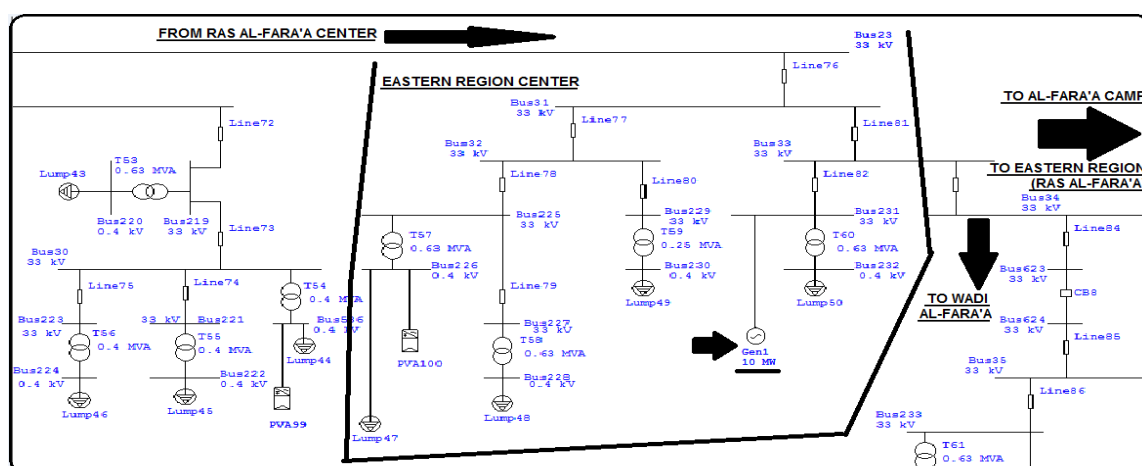 FROM RAS AL-FARA'A CENTER
Bus23
33 kV
Line76
EASTERN REGION CENTER
TO AL-FARA'A CAMP
Bus31
33 kV
Line77
Line81
Line72
T53
0.63 MVA
Lump43
Bus220
0.4 kV
Bus219
33 kV
Line73
Bus32
33 kV
Line78
Line80
Bus33
33 kV
Line82
TO EASTERN REGION
(RAS AL-FARA'A
Bus34
33 kV
Bus225
33 kV
T57
0.63 MVA
Bus226
0.4 kV
Bus229
33 kV
T59
0.25 MVA
Bus230
0.4 kV
Lump49
Bus231
33 kV
T60
0.63 MVA
Bus232
0.4 kV
Lump50
Line84
Bus623
33 kV
CB8
Bus624
33 kV
Line85
TO WADI
AL-FARA'A
Bus30
33 kV
Line75
Line74
T54
0.4 MVA
0.4 kV
Lump44
Bus223
33 kV
T56
0.4 MVA
Bus224
0.4 kV
Lump46
33 kV
Bus221
T55
0.4 MVA
Bus222
0.4 kV
Lump45
PVA99
PVA100
Lump47
Line79
Bus227
33 kV
T58
0.63 MVA
Bus228
0.4 kV
Lump48
Gen1
10 MW
Bus35
33 kV
Line86
Bus233
33 kV
T61
0.63 MVA